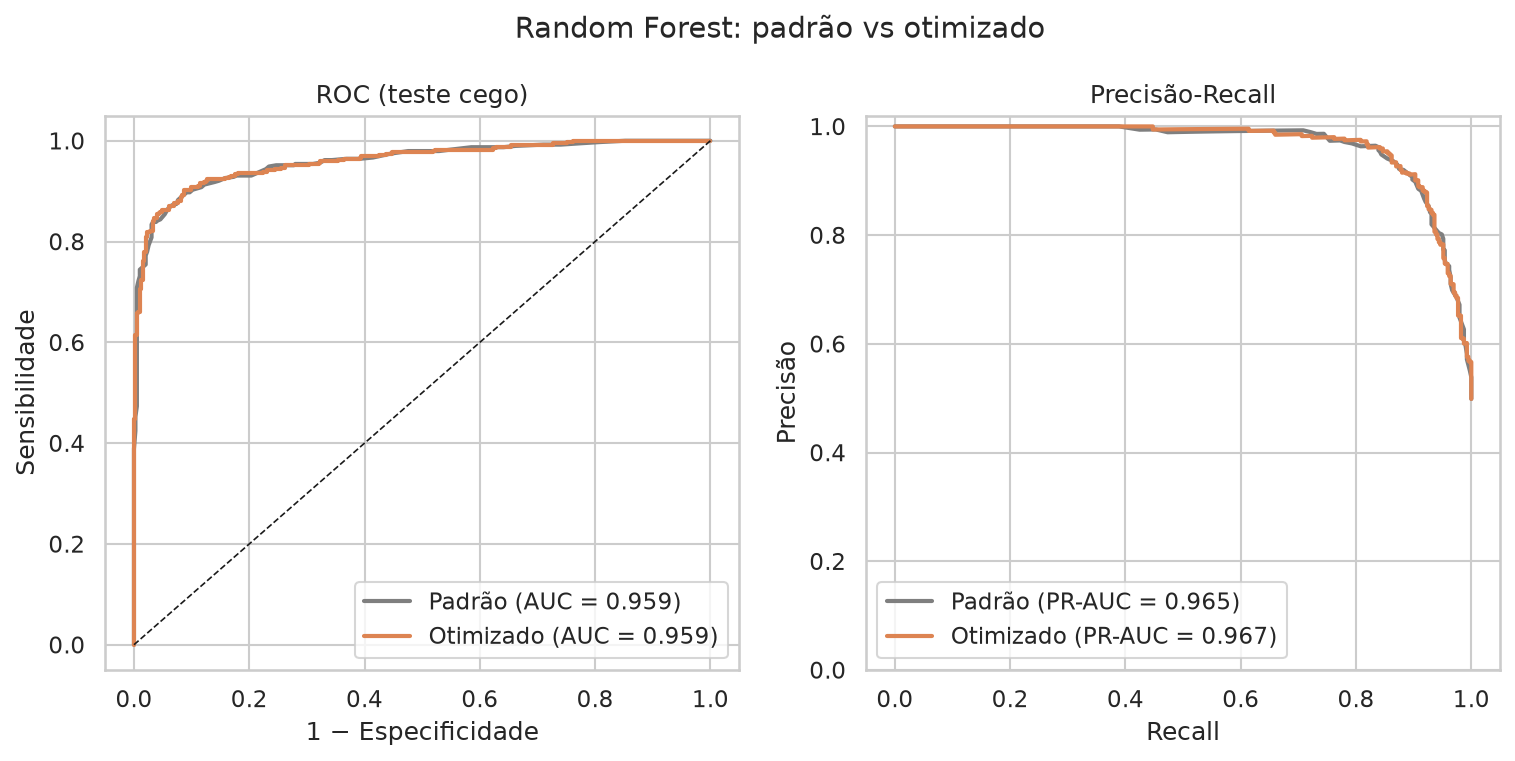 Random Forest: padrão vs otimizado
ROC (teste cego)
Sensibilidade
1.0
0.8
0.6
0.4
0.2
0.0
0.0 0.2 0.4 0.6 0.8 1.0
1 − Especificidade
Padrão (AUC = 0.959)
Otimizado (AUC = 0.959)
Precisão-Recall
Precisão
1.0
0.8
0.6
0.4
0.2
0.0
0.0 0.2 0.4 0.6 0.8 1.0
Recall
Padrão (PR-AUC = 0.965)
Otimizado (PR-AUC = 0.967)